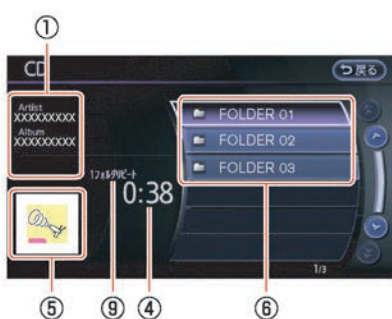 ①
CD
戻る
Artist
XXXXXXXXX
Album
XXXXXXXXX
FOLDER 01
FOLDER 02
FOLDER 03
1フォルダリピート
0:38
1/3
⑤ ⑨ ④ ⑥